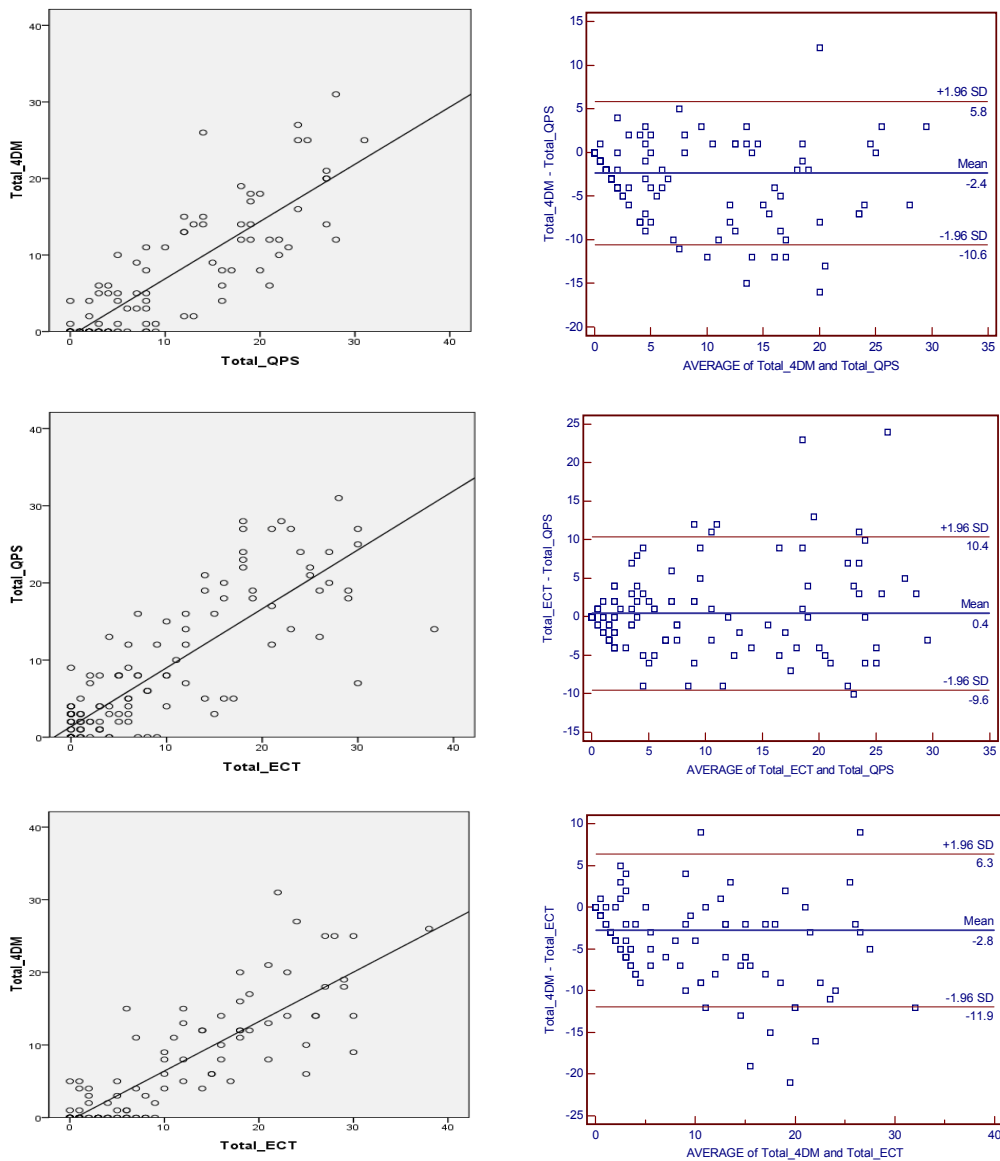 40
30
20
10
0
Total_4DM
0 10 20 30 40
Total_QPS
15
10
5
0
-5
-10
-15
-20
Total_4DM - Total_QPS
+1.96 SD
5.8
Mean
-2.4
-1.96 SD
-10.6
0 5 10 15 20 25 30 35
AVERAGE of Total_4DM and Total_QPS
40
30
20
10
0
Total_QPS
0 10 20 30 40
Total_ECT
25
20
15
10
5
0
-5
-10
-15
Total_ECT - Total_QPS
+1.96 SD
10.4
Mean
0.4
-1.96 SD
-9.6
0 5 10 15 20 25 30 35
AVERAGE of Total_ECT and Total_QPS
40
30
20
10
0
Total_4DM
0 10 20 30 40
Total_ECT
10
5
0
-5
-10
-15
-20
-25
Total_4DM - Total_ECT
+1.96 SD
6.3
Mean
-2.8
-1.96 SD
-11.9
0 10 20 30 40
AVERAGE of Total_4DM and Total_ECT